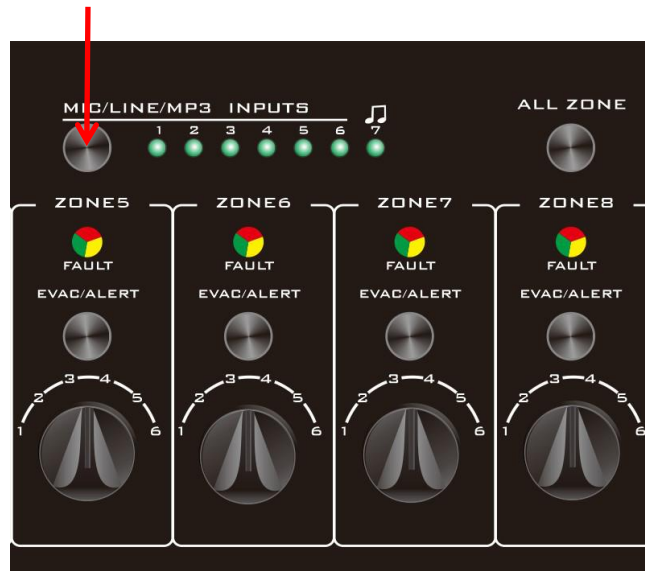 MIC/LINE/MP3 INPUTS
ALL ZONE
1 2 3 4 5 6 7
ZONE5 ZONE6 ZONE7 ZONE8
FAULT FAULT FAULT FAULT
EVAC/ALERT EVAC/ALERT EVAC/ALERT EVAC/ALERT
1 2 3 4 5 6 1 2 3 4 5 6 1 2 3 4 5 6 1 2 3 4 5 6